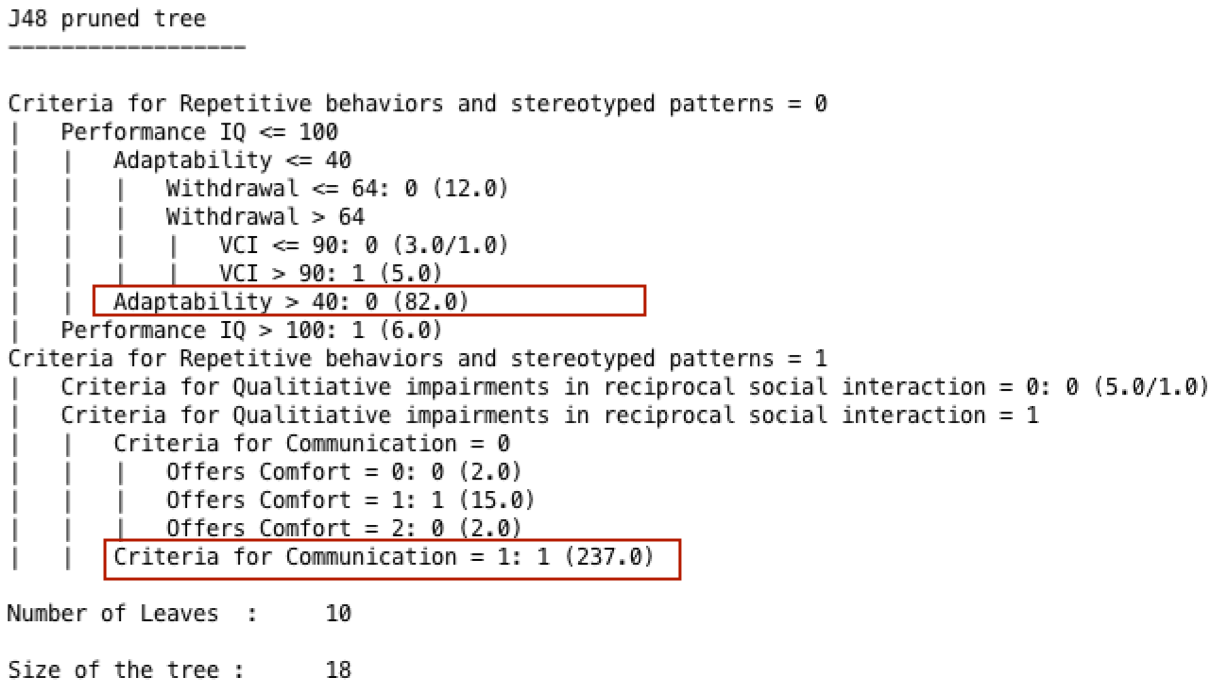 J48 pruned tree
------------------
Criteria for Repetitive behaviors and stereotyped patterns = 0
|   Performance IQ <= 100
|   |   Adaptability <= 40
|   |   |   Withdrawal <= 64: 0 (12.0)
|   |   |   Withdrawal > 64
|   |   |   |   VCI <= 90: 0 (3.0/1.0)
|   |   |   |   VCI > 90: 1 (5.0)
|   |   Adaptability > 40: 0 (82.0)
|   Performance IQ > 100: 1 (6.0)
Criteria for Repetitive behaviors and stereotyped patterns = 1
|   Criteria for Qualitiative impairments in reciprocal social interaction = 0: 0 (5.0/1.0)
|   Criteria for Qualitiative impairments in reciprocal social interaction = 1
|   |   Criteria for Communication = 0
|   |   |   Offers Comfort = 0: 0 (2.0)
|   |   |   Offers Comfort = 1: 1 (15.0)
|   |   |   Offers Comfort = 2: 0 (2.0)
|   |   Criteria for Communication = 1: 1 (237.0)
Number of Leaves  :     10
Size of the tree :      18